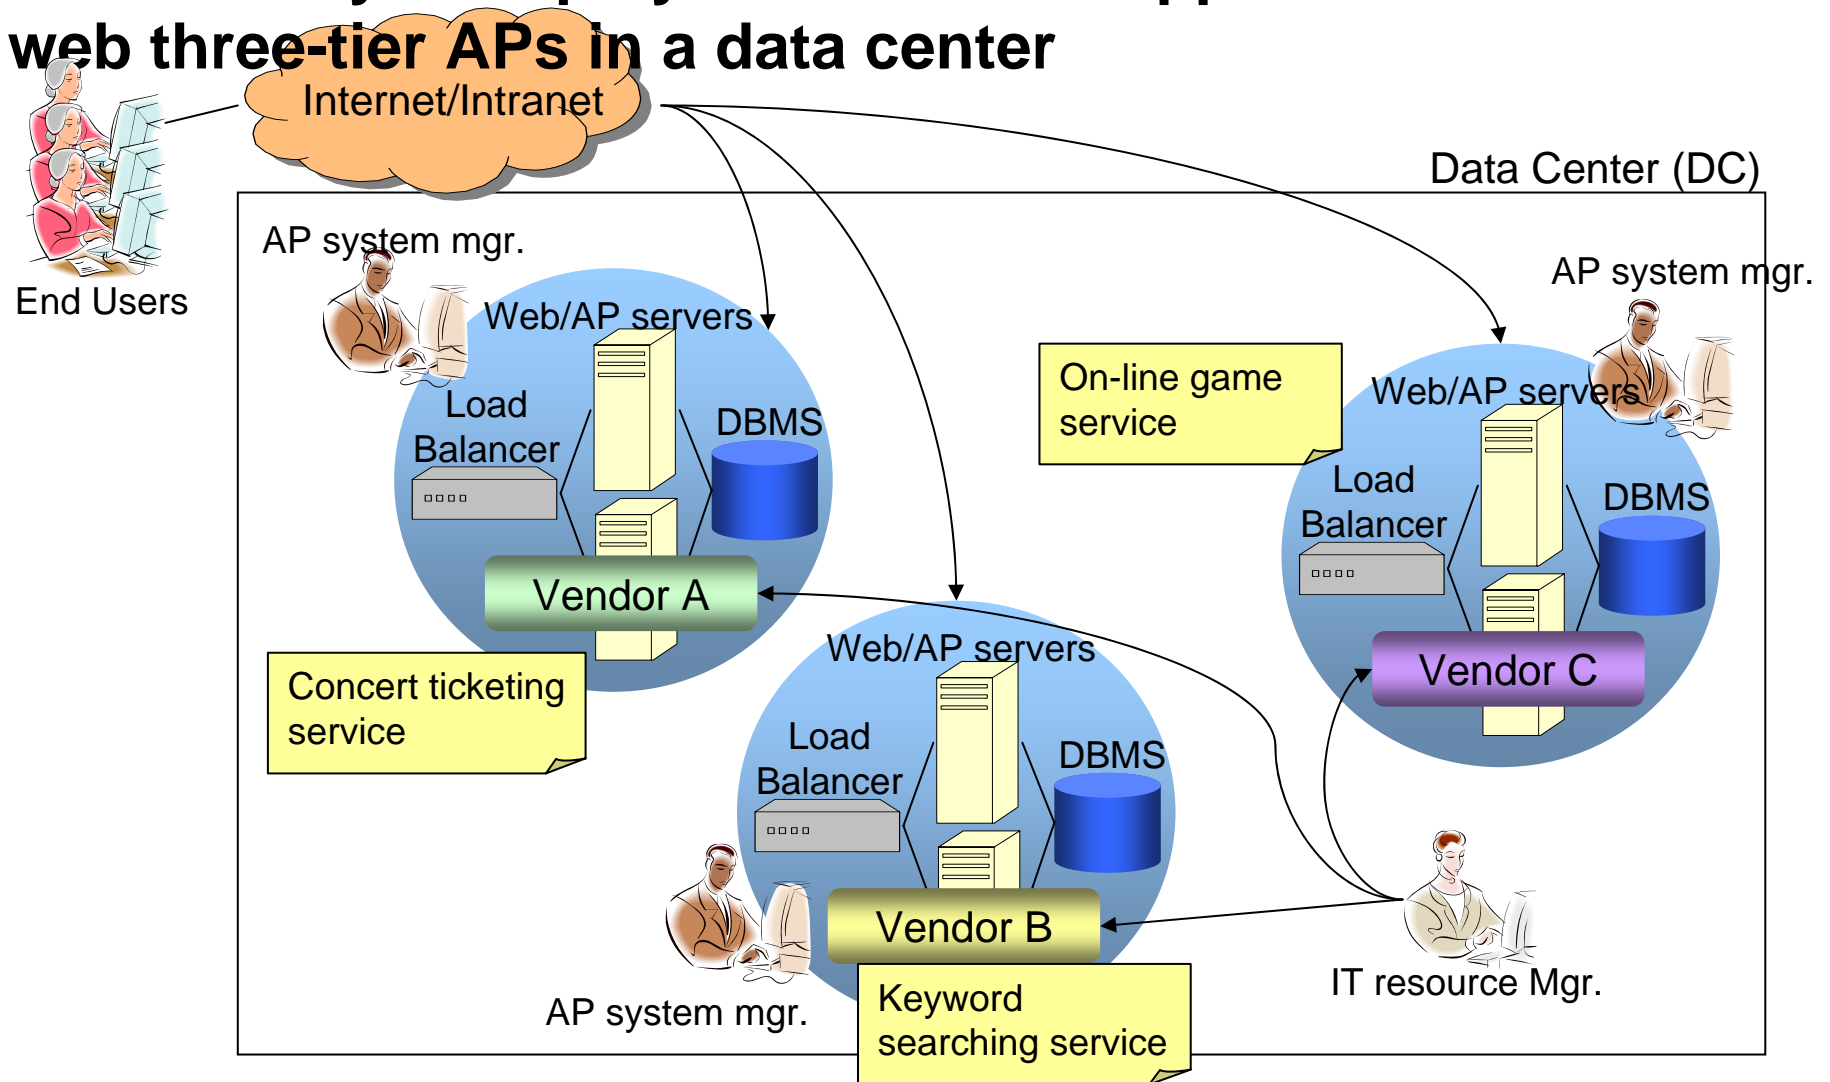 web three-tier APs in a data center
Internet/Intranet
Data Center (DC)
End Users
AP system mgr.
Web/AP servers
Load
Balancer
DBMS
Vendor A
Concert ticketing
service
Web/AP servers
Load
Balancer
DBMS
Vendor B
AP system mgr.
Keyword
searching service
On-line game
service
AP system mgr.
Web/AP servers
Load
Balancer
DBMS
Vendor C
IT resource Mgr.